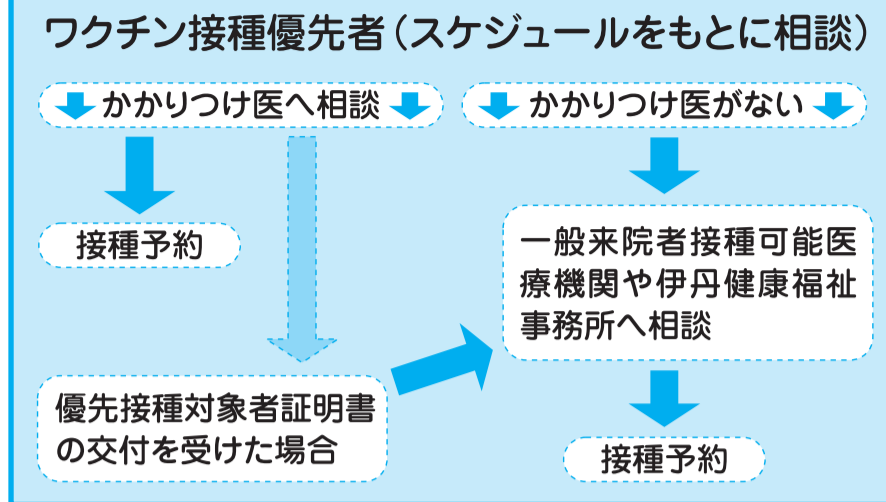 ワクチン接種優先者(スケジュールをもとに相談)
かかりつけ医へ相談
かかりつけ医がない
接種予約
一般来院者接種可能医
療機関や伊丹健康福祉
事務所へ相談
優先接種対象者証明書
の交付を受けた場合
接種予約